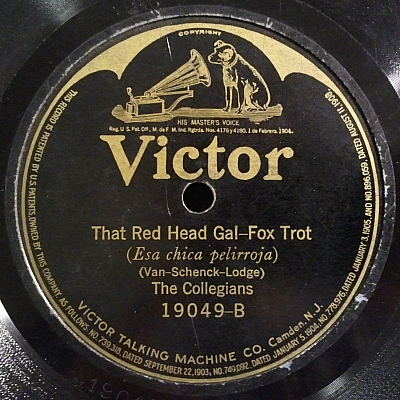 COPYRIGHT
HIS MASTER'S VOICE
Reg. U.S. Pat. Off., M. de F. M. Ind. Rgtrda. Nos. 4176 y 4180, 1 de Febrero, 1904.
Victor
That Red Head Gal–Fox Trot
(Esa chica pelirroja)
(Van-Schenck-Lodge)
The Collegians
19049-B
VICTOR TALKING MACHINE CO. Camden, N.J.
THIS RECORD IS PATENTED BY U.S. PATENTS OWNED BY THIS COMPANY, AS FOLLOWS, NO. 739,318, DATED SEPTEMBER 22, 1903, NO. 749,092, DATED JANUARY 5, 1904, NO. 778,976, DATED JANUARY 3, 1905, AND NO. 896,059, DATED AUGUST 11, 1908.